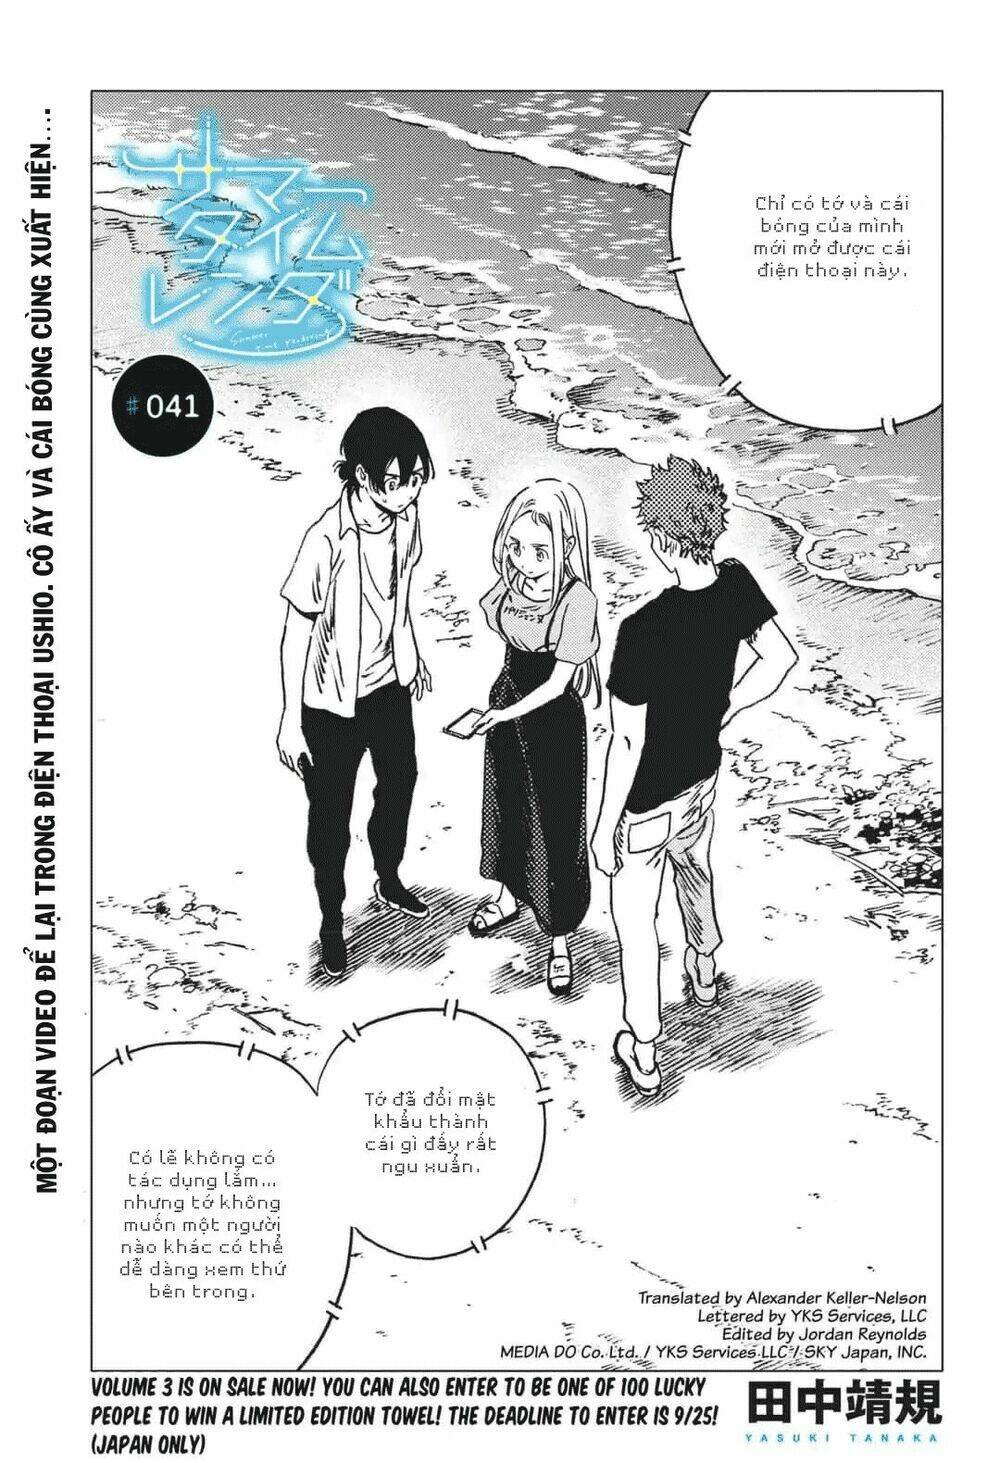 MỘT ĐOẠN VIDEO ĐỂ LẠI TRONG ĐIỆN THOẠI USHIO. CÔ ẤY VÀ CÁI BÓNG CÙNG XUẤT HIỆN...
サマー
タイム
レンダ
Summer time rendering
#041
Chỉ có tớ và cái
bóng của mình
mới mở được cái
điện thoại này.
Tớ đã đổi mật
khẩu thành
cái gì đấy rất
ngu xuẩn.
Có lẽ không có
tác dụng lắm...
nhưng tớ không
muốn một người
nào khác có thể
dễ dàng xem thứ
bên trong.
Translated by Alexander Keller-Nelson
Lettered by YKS Services, LLC
Edited by Jordan Reynolds
MEDIA DO Co. Ltd. / YKS Services LLC / SKY Japan, INC.
VOLUME 3 IS ON SALE NOW! YOU CAN ALSO ENTER TO BE ONE OF 100 LUCKY
PEOPLE TO WIN A LIMITED EDITION TOWEL! THE DEADLINE TO ENTER IS 9/25!
(JAPAN ONLY)
田中靖規
YASUKI TANAKA